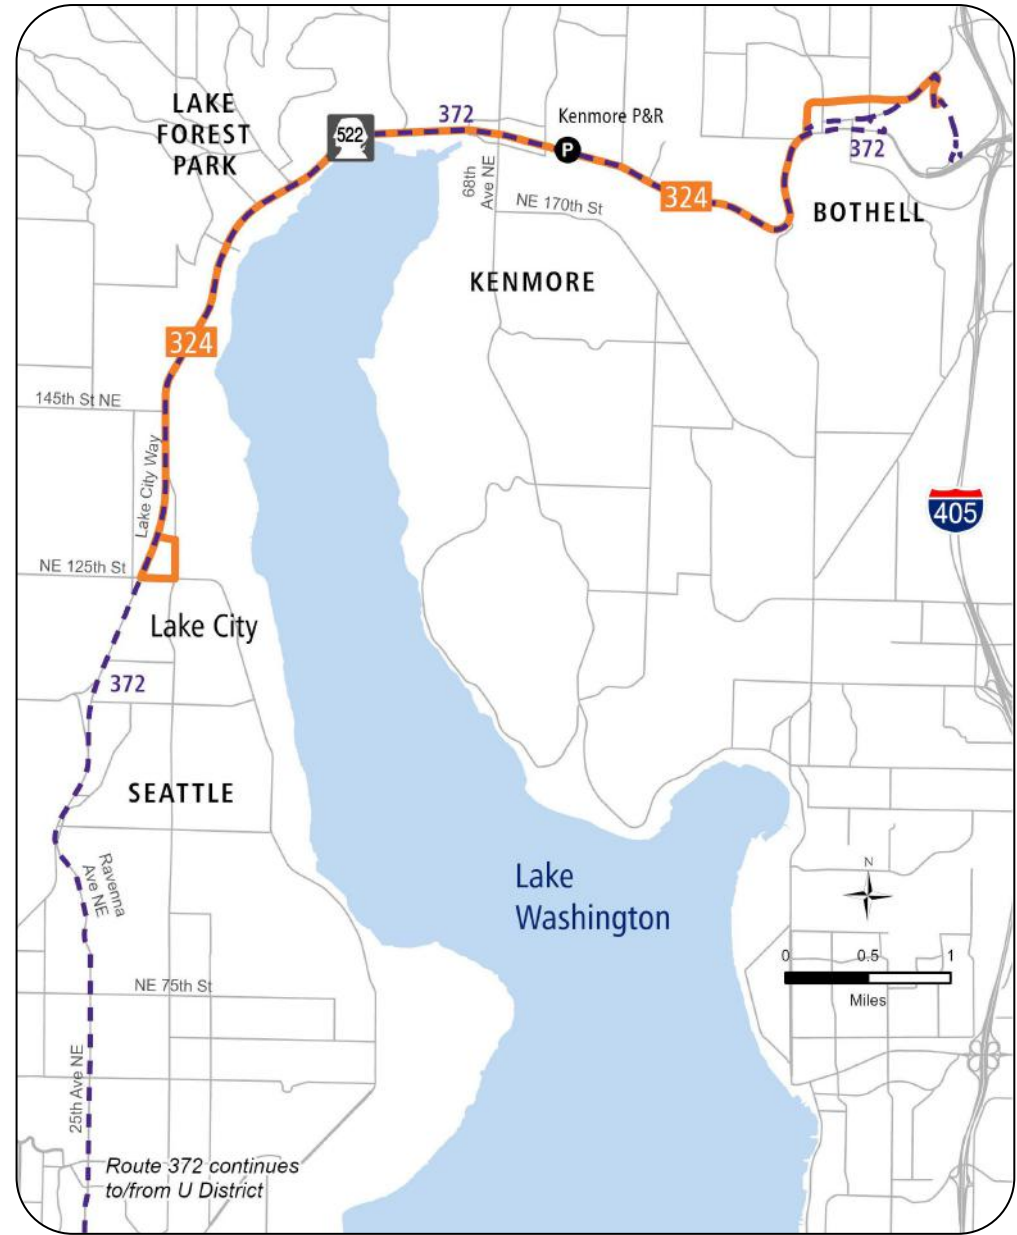 LAKE
FOREST
PARK
522
372
Kenmore P&R
P
372
68th
Ave NE
324
NE 170th St
BOTHELL
KENMORE
324
145th St NE
Lake City Way
405
NE 125th St
Lake City
372
SEATTLE
Ravenna
Ave NE
Lake
Washington
N
0 0.5 1
Miles
NE 75th St
25th Ave NE
Route 372 continues
to/from U District